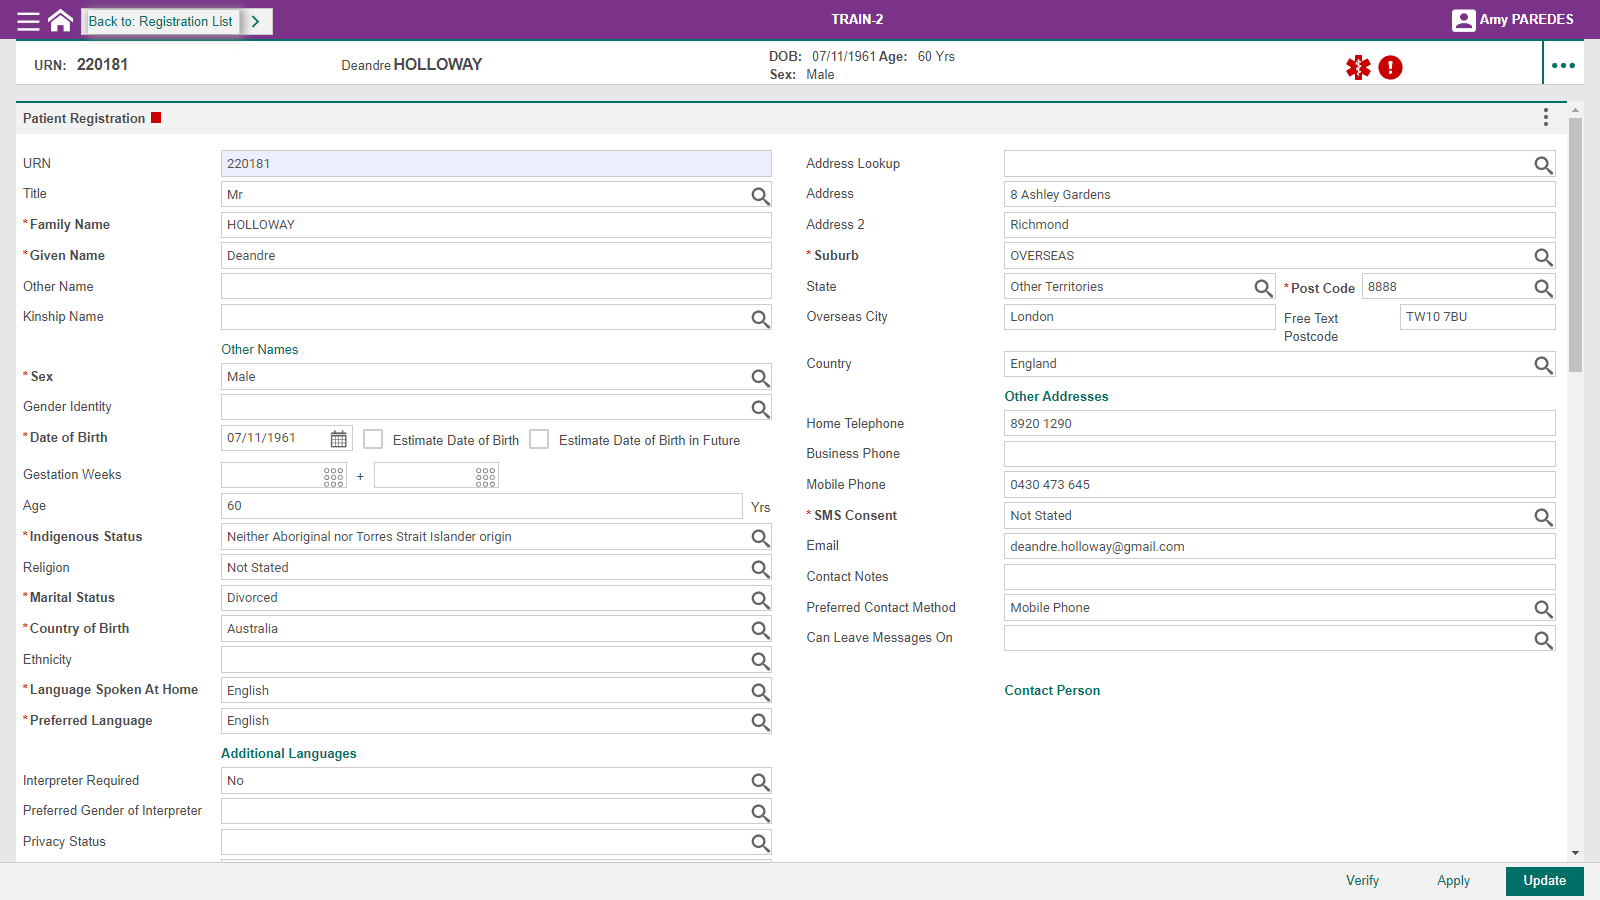 Back to: Registration List
TRAIN-2
Amy PAREDES
URN: 220181
Deandre HOLLOWAY
DOB: 07/11/1961 Age: 60 Yrs
Sex: Male
Patient Registration
URN 220181
Title Mr
*Family Name HOLLOWAY
*Given Name Deandre
Other Name
Kinship Name
Other Names
*Sex Male
Gender Identity
*Date of Birth 07/11/1961 Estimate Date of Birth Estimate Date of Birth in Future
Gestation Weeks +
Age 60 Yrs
*Indigenous Status Neither Aboriginal nor Torres Strait Islander origin
Religion Not Stated
*Marital Status Divorced
*Country of Birth Australia
Ethnicity
*Language Spoken At Home English
*Preferred Language English
Additional Languages
Interpreter Required No
Preferred Gender of Interpreter
Privacy Status
Address Lookup
Address 8 Ashley Gardens
Address 2 Richmond
*Suburb OVERSEAS
State Other Territories *Post Code 8888
Overseas City London Free Text Postcode TW10 7BU
Country England
Other Addresses
Home Telephone 8920 1290
Business Phone
Mobile Phone 0430 473 645
*SMS Consent Not Stated
Email deandre.holloway@gmail.com
Contact Notes
Preferred Contact Method Mobile Phone
Can Leave Messages On
Contact Person
Verify Apply Update